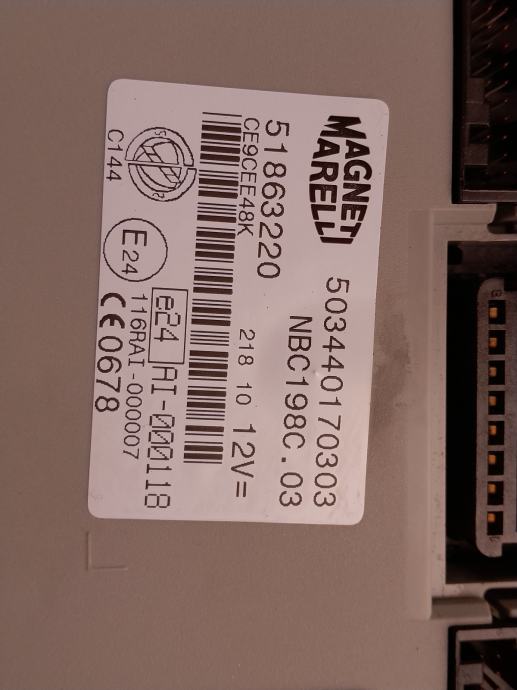 MAGNETI
MARELLI
503440170303
NBC198C.03
51863220
CE9CEE48K
218 10 12V=
C144
E24
e24 AI-000118
116RAI-000007
CE0678